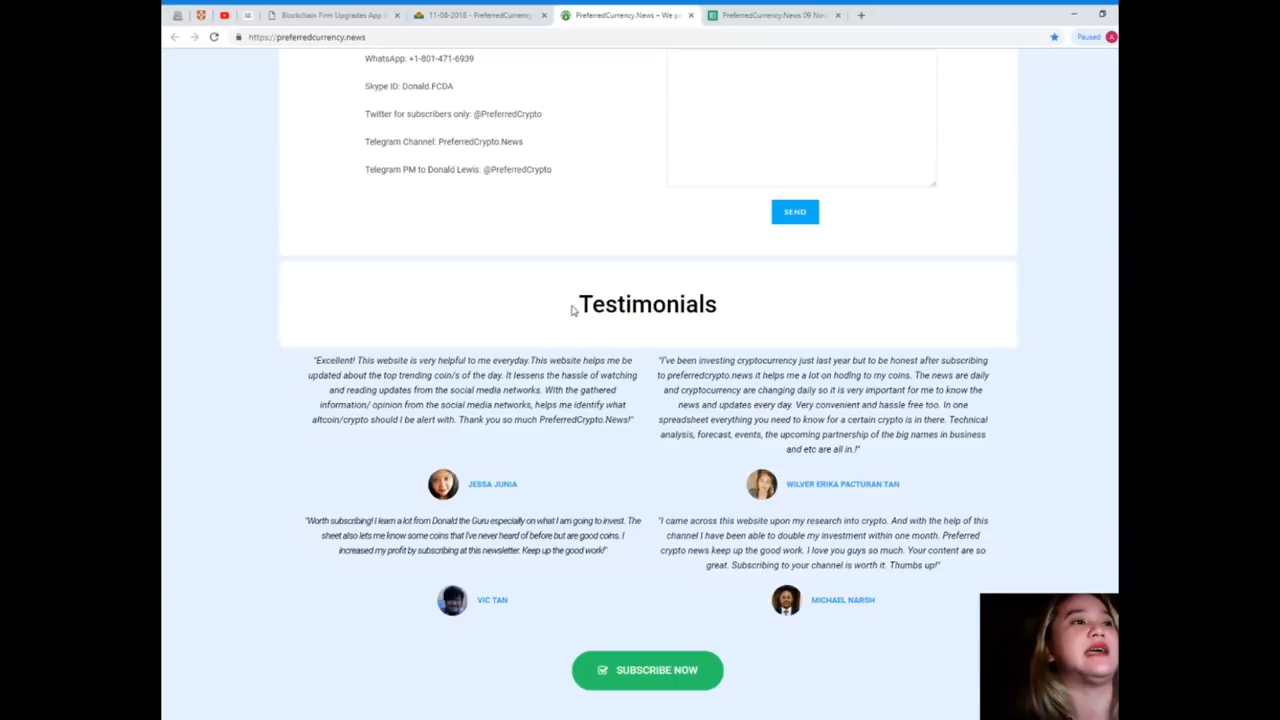 Blockchain Firm Upgrades App in
11-08-2018 - PreferredCurrency.
PreferredCurrency.News – We pr
PreferredCurrency.News 09 Nov
https://preferredcurrency.news
Paused
A
WhatsApp: +1-801-471-6939
Skype ID: Donald.FCDA
Twitter for subscribers only: @PreferredCrypto
Telegram Channel: PreferredCrypto.News
Telegram PM to Donald Lewis: @PreferredCrypto
SEND
Testimonials
"Excellent! This website is very helpful to me everyday.This website helps me be
updated about the top trending coin/s of the day. It lessens the hassle of watching
and reading updates from the social media networks. With the gathered
information/ opinion from the social media networks, helps me identify what
altcoin/crypto should I be alert with. Thank you so much PreferredCrypto.News!"
JESSA JUNIA
"I've been investing cryptocurrency just last year but to be honest after subscribing
to preferredcrypto.news it helps me a lot on hodlng to my coins. The news are daily
and cryptocurrency are changing daily so it is very important for me to know the
news and updates every day. Very convenient and hassle free too. In one
spreadsheet everything you need to know for a certain crypto is in there. Technical
analysis, forecast, events, the upcoming partnership of the big names in business
and etc are all in.!"
WILVER ERIKA PACTURAN TAN
"Worth subscribing! I learn a lot from Donald the Guru especially on what I am going to invest. The
sheet also lets me know some coins that I've never heard of before but are good coins. I
increased my profit by subscribing at this newsletter. Keep up the good work!"
VIC TAN
"I came across this website upon my research into crypto. And with the help of this
channel I have been able to double my investment within one month. Preferred
crypto news keep up the good work. I love you guys so much. Your content are so
great. Subscribing to your channel is worth it. Thumbs up!"
MICHAEL NARSH
SUBSCRIBE NOW